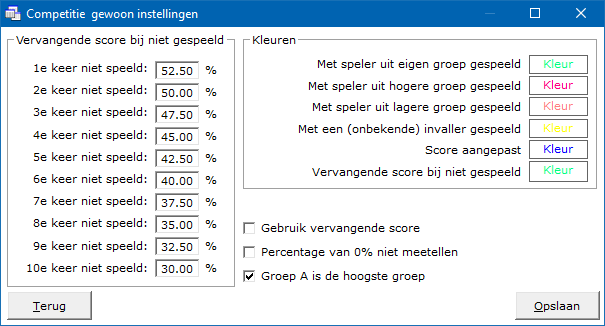 Competitie  gewoon instellingen
Vervangende score bij niet gespeeld
1e keer niet speeld: 52.50 %
2e keer niet speeld: 50.00 %
3e keer niet speeld: 47.50 %
4e keer niet speeld: 45.00 %
5e keer niet speeld: 42.50 %
6e keer niet speeld: 40.00 %
7e keer niet speeld: 37.50 %
8e keer niet speeld: 35.00 %
9e keer niet speeld: 32.50 %
10e keer niet speeld: 30.00 %
Kleuren
Met speler uit eigen groep gespeeld Kleur
Met speler uit hogere groep gespeeld Kleur
Met speler uit lagere groep gespeeld Kleur
Met een (onbekende) invaller gespeeld Kleur
Score aangepast Kleur
Vervangende score bij niet gespeeld Kleur
Gebruik vervangende score
Percentage van 0% niet meetellen
Groep A is de hoogste groep
Terug
Opslaan